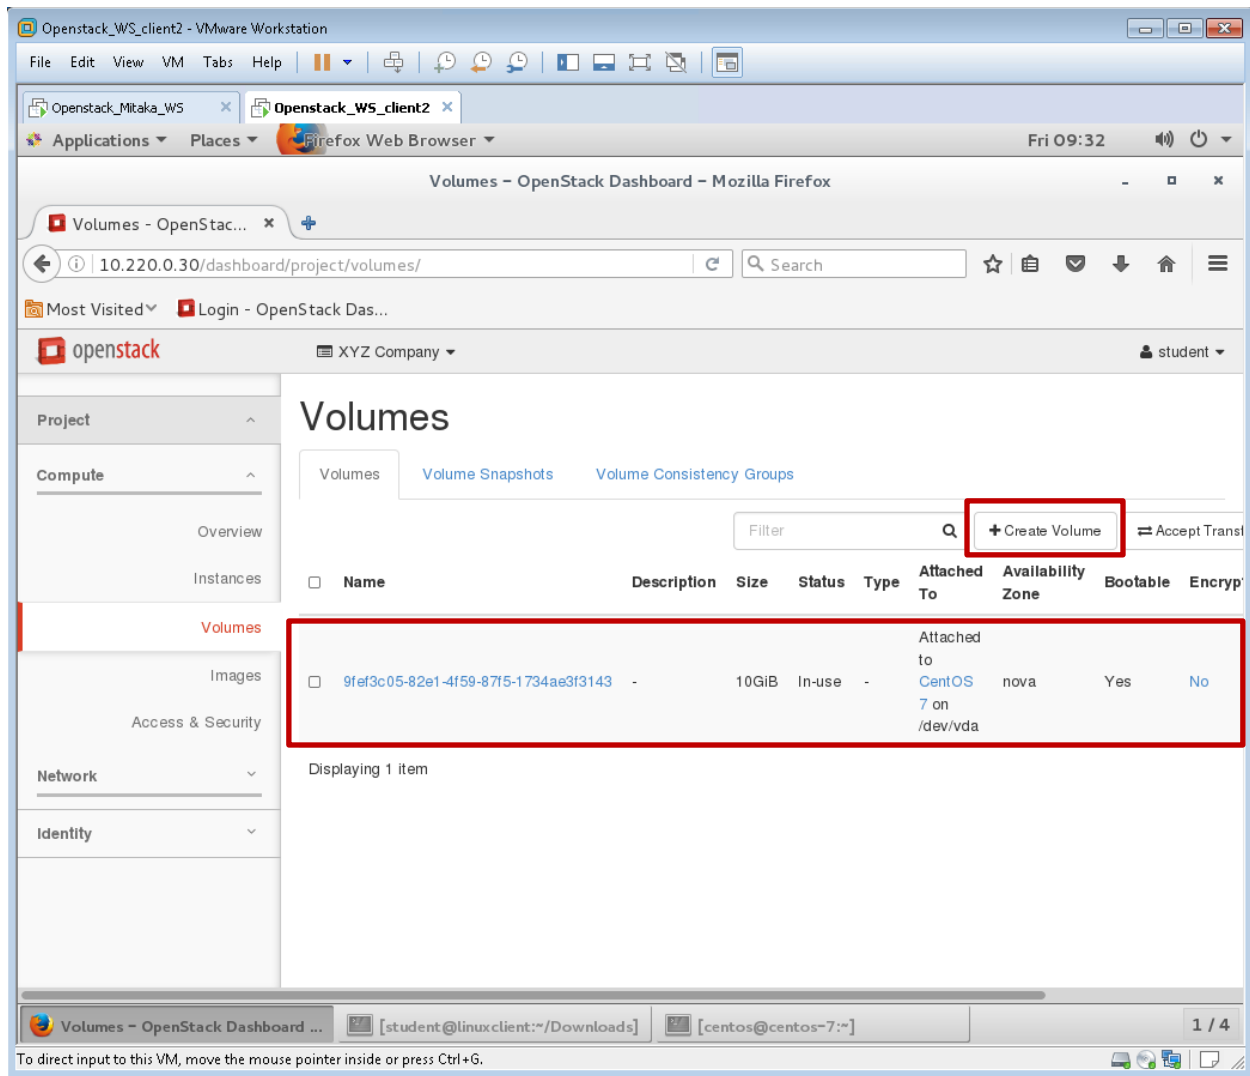 Openstack_WS_client2 - VMware Workstation
File Edit View VM Tabs Help
Openstack_Mitaka_WS
Openstack_WS_client2
Applications Places Firefox Web Browser Fri 09:32
Volumes - OpenStack Dashboard - Mozilla Firefox
Volumes - OpenStac...
10.220.0.30/dashboard/project/volumes/ Search
Most Visited Login - OpenStack Das...
openstack XYZ Company student
Project
Compute
Overview
Instances
Volumes
Images
Access & Security
Network
Identity
Volumes
Volumes Volume Snapshots Volume Consistency Groups
Filter Create Volume Accept Transf
Name Description Size Status Type Attached To Availability Zone Bootable Encryp
9fef3c05-82e1-4f59-87f5-1734ae3f3143 - 10GiB In-use - Attached to CentOS 7 on /dev/vda nova Yes No
Displaying 1 item
Volumes - OpenStack Dashboard ... [student@linuxclient:~/Downloads] [centos@centos-7:~] 1 / 4
To direct input to this VM, move the mouse pointer inside or press Ctrl+G.